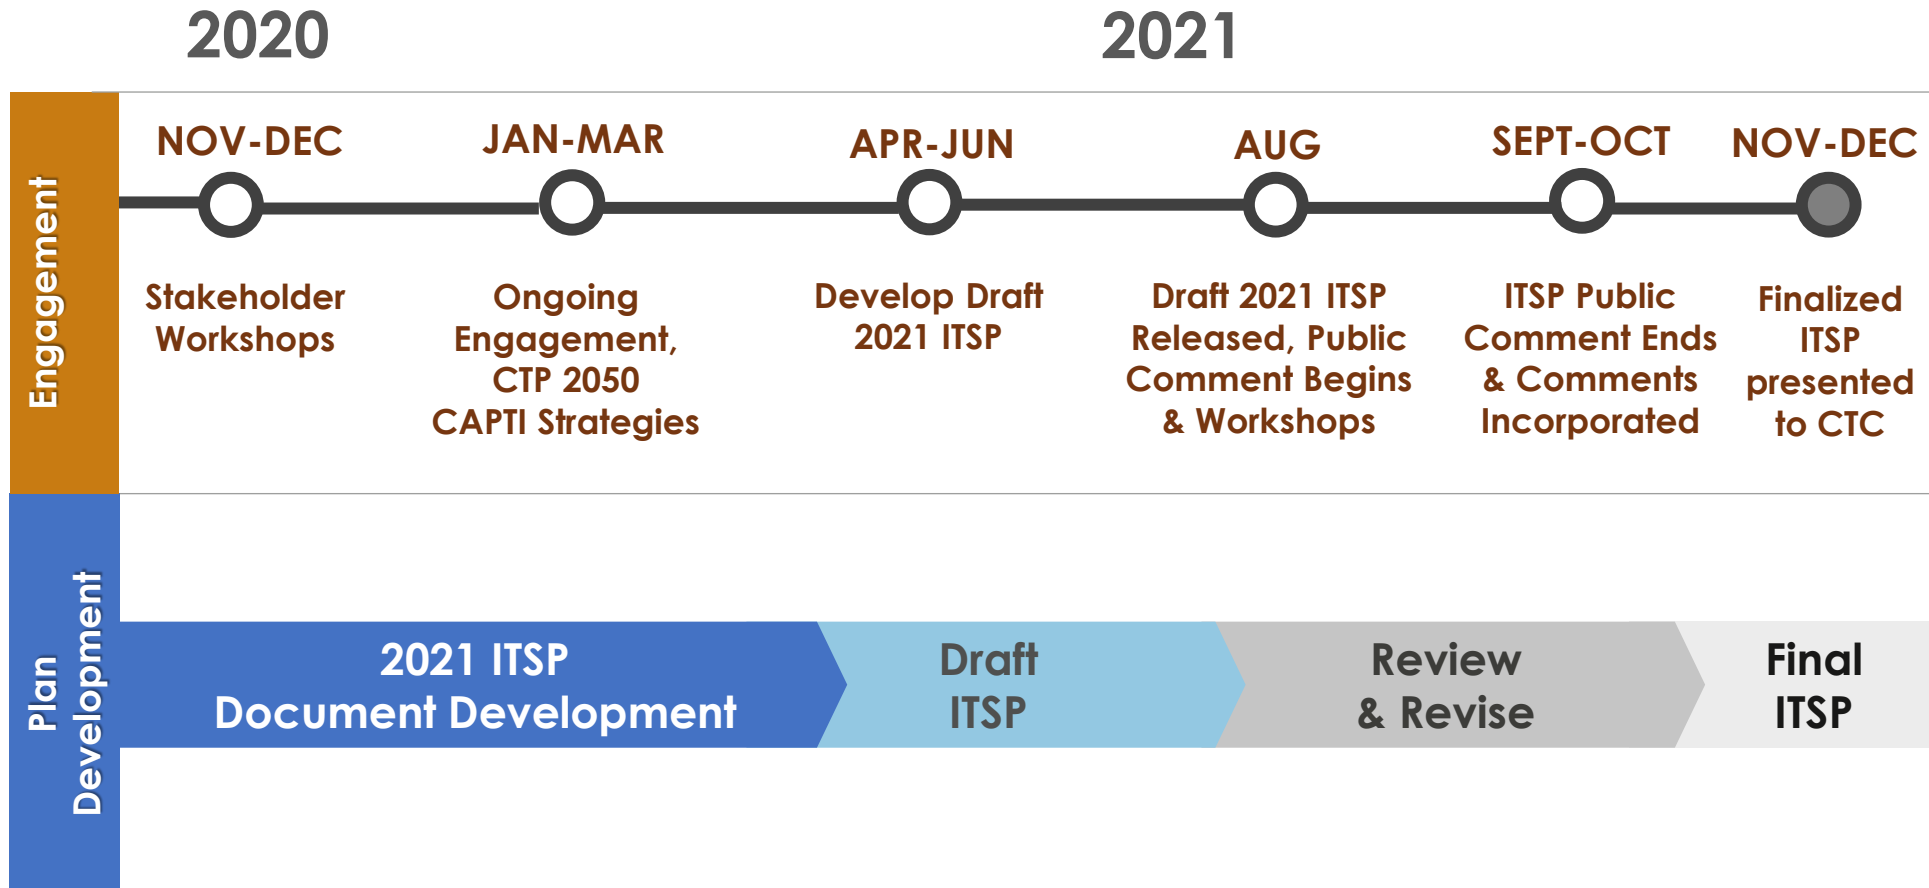 2020
2021
Engagement
NOV-DEC
JAN-MAR
APR-JUN
AUG
SEPT-OCT
NOV-DEC
Stakeholder
Workshops
Ongoing
Engagement,
CTP 2050
CAPTI Strategies
Develop Draft
2021 ITSP
Draft 2021 ITSP
Released, Public
Comment Begins
& Workshops
ITSP Public
Comment Ends
& Comments
Incorporated
Finalized
ITSP
presented
to CTC
Plan
Development
2021 ITSP
Document Development
Draft
ITSP
Review
& Revise
Final
ITSP